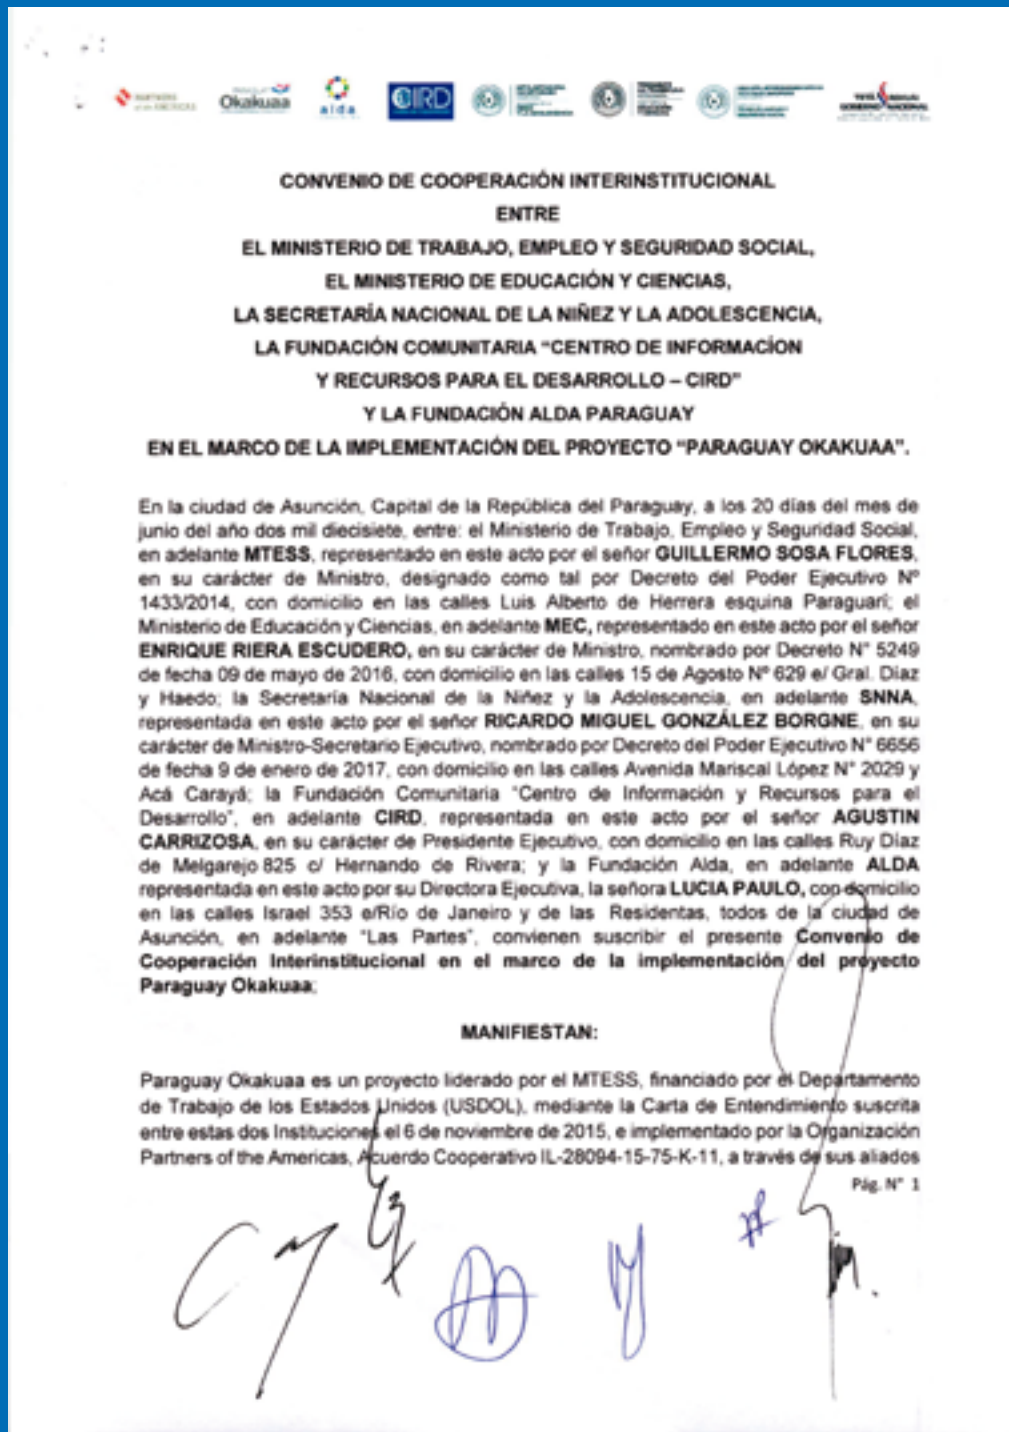 PARTNERS
OF THE AMERICAS
PARAGUAY
Okakuaa
alda
CIRD
GOBIERNO NACIONAL
CONVENIO DE COOPERACIÓN INTERINSTITUCIONAL
ENTRE
EL MINISTERIO DE TRABAJO, EMPLEO Y SEGURIDAD SOCIAL,
EL MINISTERIO DE EDUCACIÓN Y CIENCIAS,
LA SECRETARÍA NACIONAL DE LA NIÑEZ Y LA ADOLESCENCIA,
LA FUNDACIÓN COMUNITARIA “CENTRO DE INFORMACÍON
Y RECURSOS PARA EL DESARROLLO – CIRD”
Y LA FUNDACIÓN ALDA PARAGUAY
EN EL MARCO DE LA IMPLEMENTACIÓN DEL PROYECTO “PARAGUAY OKAKUAA”.
En la ciudad de Asunción, Capital de la República del Paraguay, a los 20 días del mes de
junio del año dos mil diecisiete, entre: el Ministerio de Trabajo, Empleo y Seguridad Social,
en adelante MTESS, representado en este acto por el señor GUILLERMO SOSA FLORES,
en su carácter de Ministro, designado como tal por Decreto del Poder Ejecutivo Nº
1433/2014, con domicilio en las calles Luis Alberto de Herrera esquina Paraguarí; el
Ministerio de Educación y Ciencias, en adelante MEC, representado en este acto por el señor
ENRIQUE RIERA ESCUDERO, en su carácter de Ministro, nombrado por Decreto N° 5249
de fecha 09 de mayo de 2016, con domicilio en las calles 15 de Agosto Nº 629 e/ Gral. Díaz
y Haedo; la Secretaría Nacional de la Niñez y la Adolescencia, en adelante SNNA,
representada en este acto por el señor RICARDO MIGUEL GONZÁLEZ BORGNE, en su
carácter de Ministro-Secretario Ejecutivo, nombrado por Decreto del Poder Ejecutivo N° 6656
de fecha 9 de enero de 2017, con domicilio en las calles Avenida Mariscal López N° 2029 y
Acá Carayá; la Fundación Comunitaria “Centro de Información y Recursos para el
Desarrollo”, en adelante CIRD, representada en este acto por el señor AGUSTIN
CARRIZOSA, en su carácter de Presidente Ejecutivo, con domicilio en las calles Ruy Díaz
de Melgarejo 825 c/ Hernando de Rivera; y la Fundación Alda, en adelante ALDA
representada en este acto por su Directora Ejecutiva, la señora LUCIA PAULO, con domicilio
en las calles Israel 353 e/Río de Janeiro y de las Residentas, todos de la ciudad de
Asunción, en adelante “Las Partes”, convienen suscribir el presente Convenio de
Cooperación Interinstitucional en el marco de la implementación del proyecto
Paraguay Okakuaa;
MANIFIESTAN:
Paraguay Okakuaa es un proyecto liderado por el MTESS, financiado por el Departamento
de Trabajo de los Estados Unidos (USDOL), mediante la Carta de Entendimiento suscrita
entre estas dos Instituciones el 6 de noviembre de 2015, e implementado por la Organización
Partners of the Americas, Acuerdo Cooperativo IL-28094-15-75-K-11, a través de sus aliados
Pág. N° 1